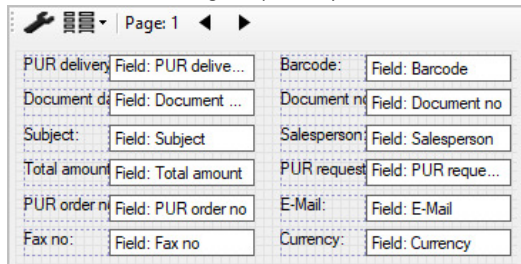 Page: 1
PUR delivery Field: PUR delive... Barcode: Field: Barcode
Document da Field: Document ... Document no Field: Document no
Subject: Field: Subject Salesperson: Field: Salesperson
Total amount Field: Total amount PUR request Field: PUR reque...
PUR order n Field: PUR order no E-Mail: Field: E-Mail
Fax no: Field: Fax no Currency: Field: Currency